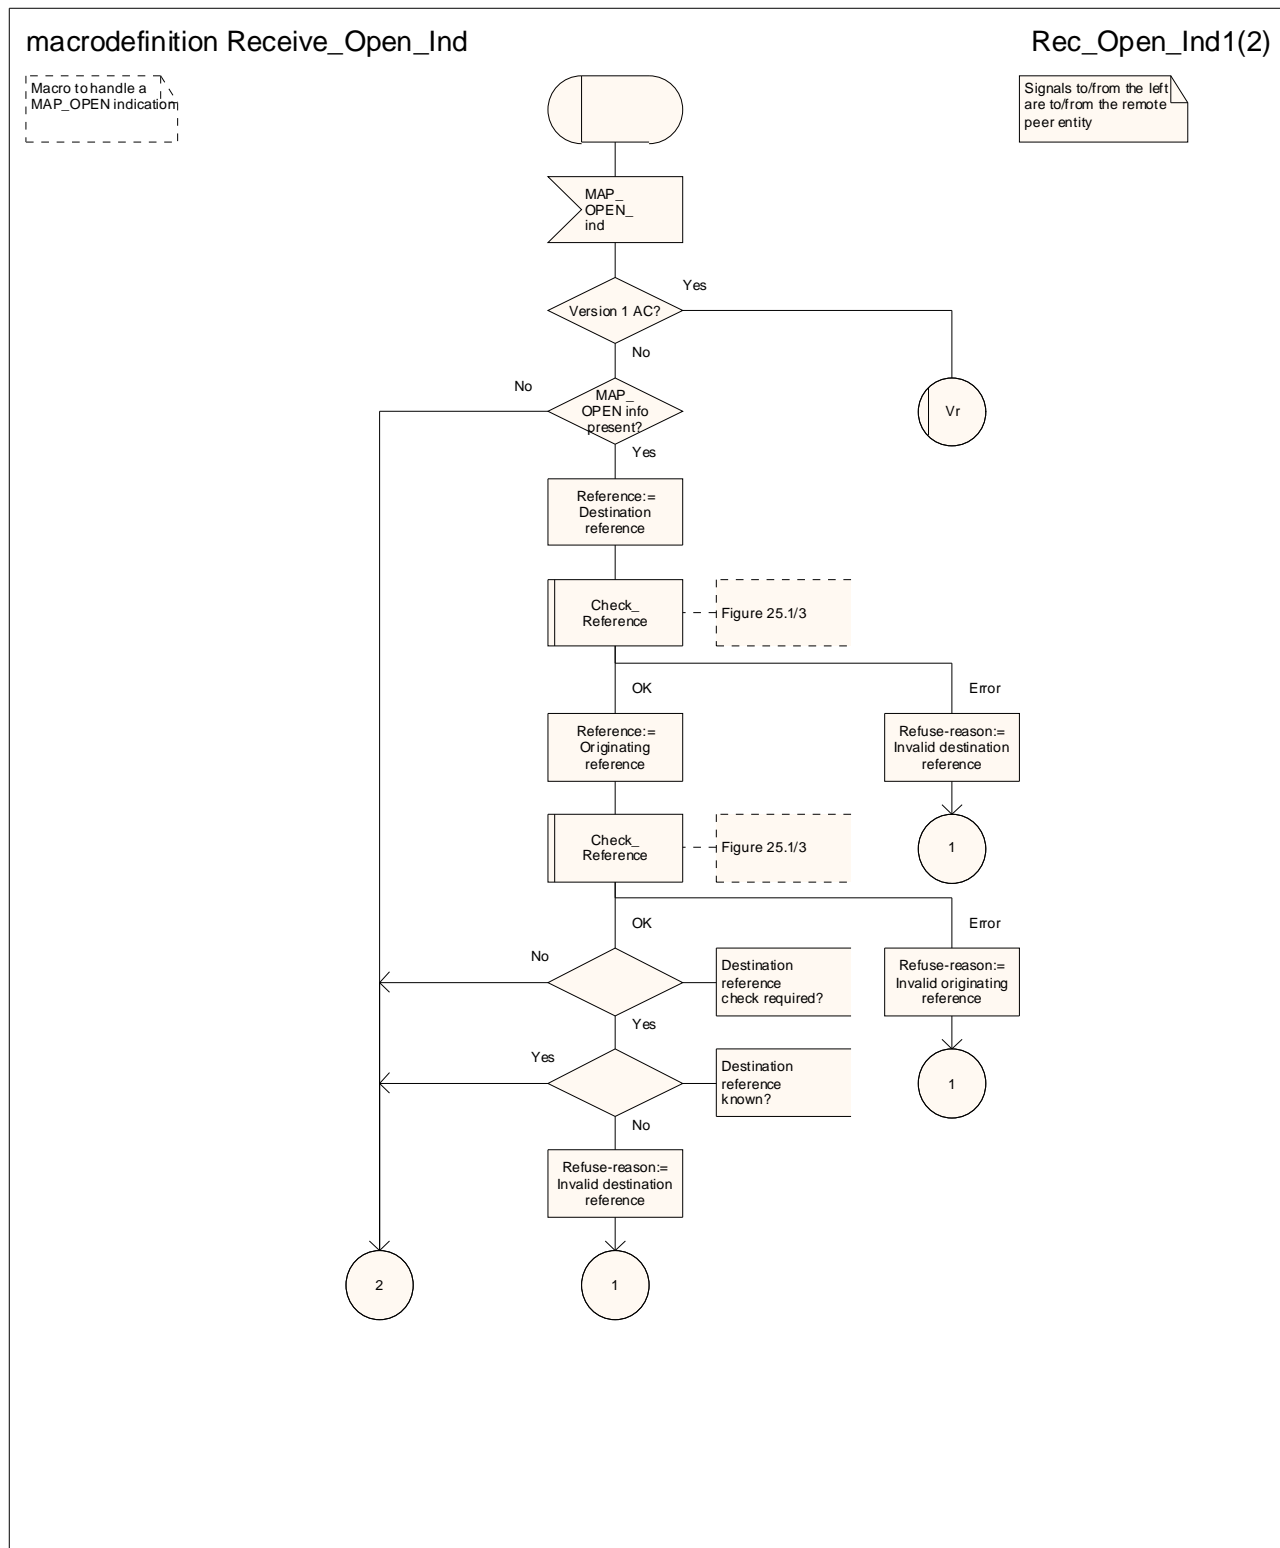 macrodefinition Receive_Open_Ind
Rec_Open_Ind1(2)
Macro to handle a
MAP_OPEN indication
Signals to/from the left
are to/from the remote
peer entity
MAP_
OPEN_
ind
Yes
Version 1 AC?
No
No
MAP_
OPEN info
present?
Vr
Yes
Reference:=
Destination
reference
Check_
Reference
Figure 25.1/3
OK
Error
Reference:=
Originating
reference
Refuse-reason:=
Invalid destination
reference
Check_
Reference
Figure 25.1/3
1
OK
Error
No
Destination
reference
check required?
Refuse-reason:=
Invalid originating
reference
Yes
Yes
Destination
reference
known?
1
No
Refuse-reason:=
Invalid destination
reference
2
1